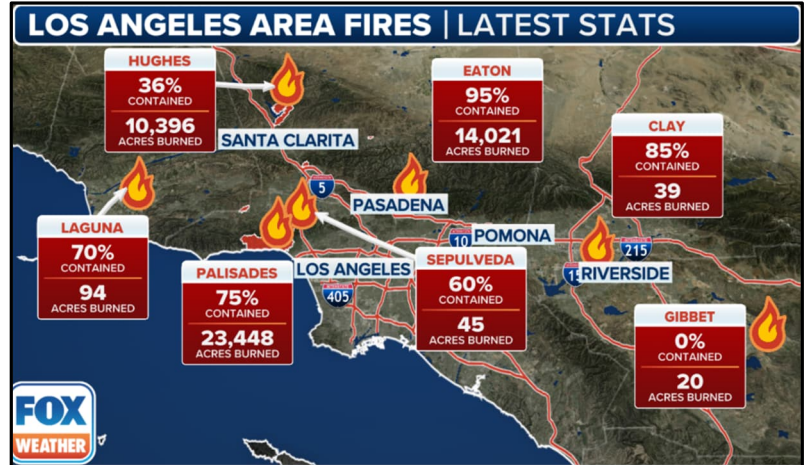 LOS ANGELES AREA FIRES | LATEST STATS
HUGHES
36%
CONTAINED
10,396
ACRES BURNED
EATON
95%
CONTAINED
14,021
ACRES BURNED
CLAY
85%
CONTAINED
39
ACRES BURNED
SANTA CLARITA
5
PASADENA
LAGUNA
70%
CONTAINED
94
ACRES BURNED
PALISADES
75%
CONTAINED
23,448
ACRES BURNED
LOS ANGELES
405
10
POMONA
SEPULVEDA
60%
CONTAINED
45
ACRES BURNED
215
RIVERSIDE
GIBBET
0%
CONTAINED
20
ACRES BURNED
FOX
WEATHER